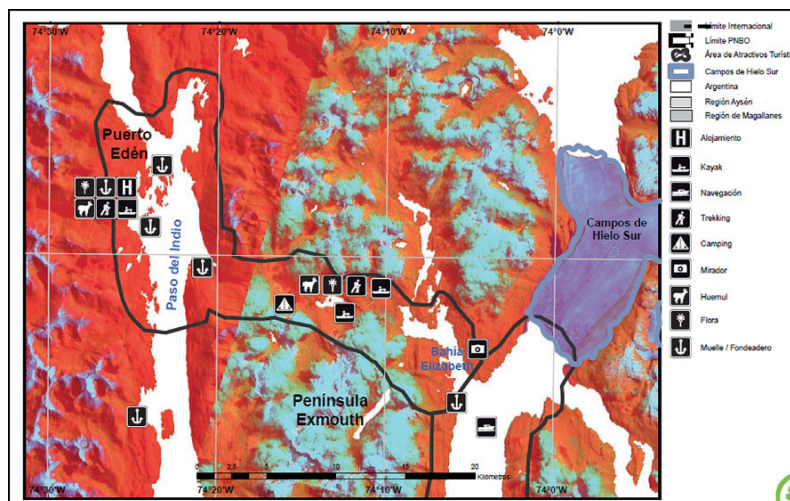 74°30'W
74°20'W
74°10'W
74°0'W
Puerto
Edén
Paso del Indio
Campos de
Hielo Sur
Bahía
Elizabeth
Península
Exmouth
0 2,5 5 10 15 20
Kilómetros
74°30'W
74°20'W
74°10'W
74°0'W
Límite Internacional
Límite PNBO
Área de Atractivos Turísti
Campos de Hielo Sur
Argentina
Región Aysén
Región de Magallanes
H
Alojamiento
Kayak
Navegación
Trekking
Camping
Mirador
Huemul
Flora
Muelle / Fondeadero
H